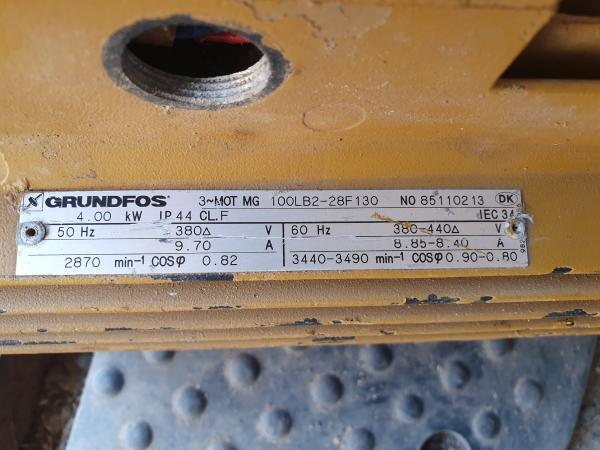 GRUNDFOS 3~MOT MG 100LB2-28F130 NO 85110213 DK
4.00 kW IP 44 CL.F IEC 34
50 Hz 380Δ V 60 Hz 380-440Δ V
9.70 A 8.85-8.40 A
2870 min⁻¹ COSφ 0.82 3440-3490 min⁻¹ COSφ 0.90-0.80